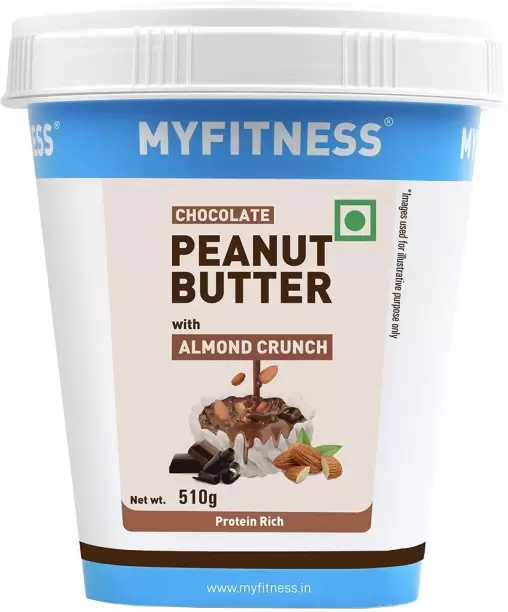 ESS®
MYFITNESS®
MY
CHOCOLATE
PEANUT
BUTTER
with
ALMOND CRUNCH
*Images used for illustrative purpose only
Net wt. 510g
Protein Rich
www.myfitness.in